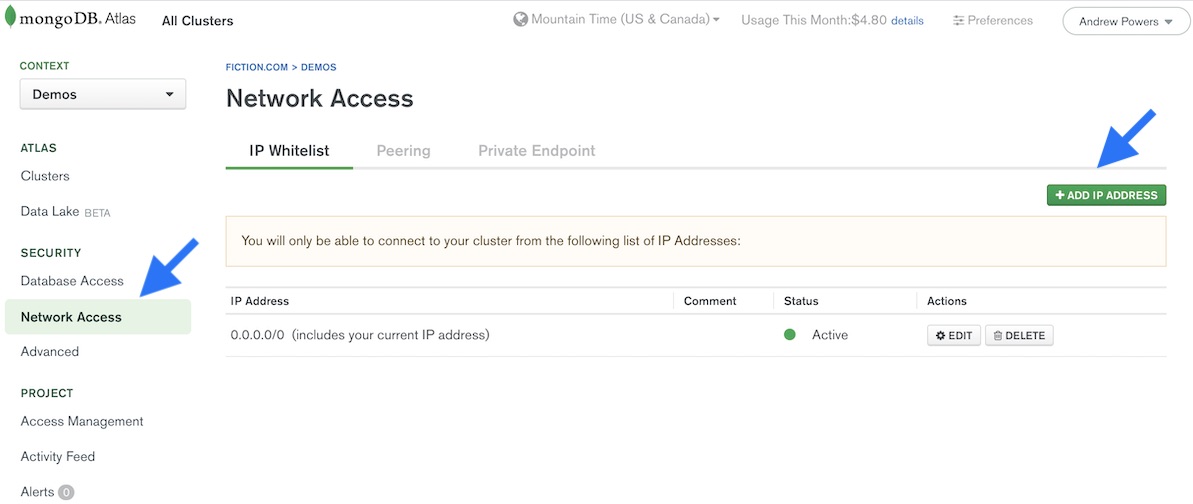 mongoDB. Atlas All Clusters Mountain Time (US & Canada) Usage This Month:$4.80 details Preferences Andrew Powers
CONTEXT
Demos
ATLAS
Clusters
Data Lake BETA
SECURITY
Database Access
Network Access
Advanced
PROJECT
Access Management
Activity Feed
Alerts 0
FICTION.COM > DEMOS
Network Access
IP Whitelist Peering Private Endpoint
+ ADD IP ADDRESS
You will only be able to connect to your cluster from the following list of IP Addresses:
IP Address Comment Status Actions
0.0.0.0/0 (includes your current IP address) Active EDIT DELETE